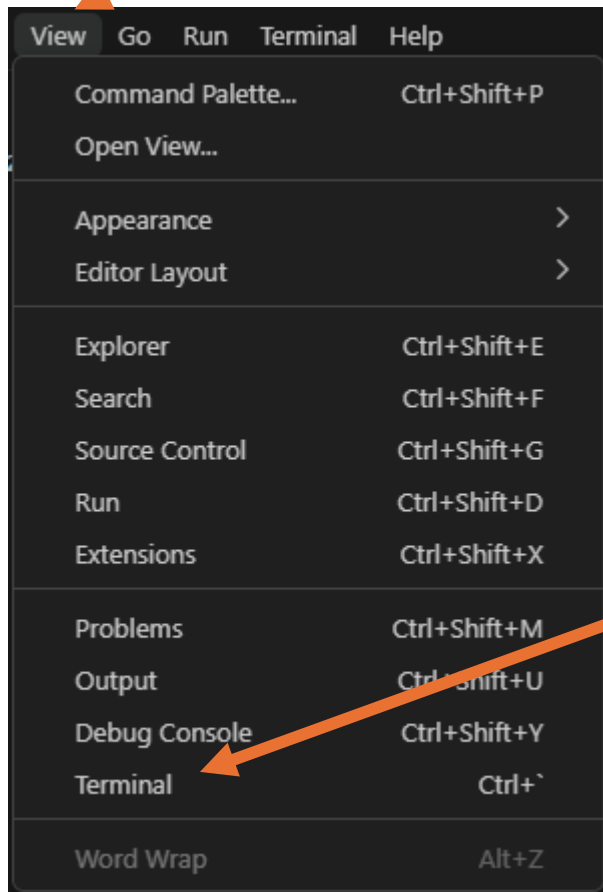 View Go Run Terminal Help
Command Palette... Ctrl+Shift+P
Open View...
Appearance
Editor Layout
Explorer Ctrl+Shift+E
Search Ctrl+Shift+F
Source Control Ctrl+Shift+G
Run Ctrl+Shift+D
Extensions Ctrl+Shift+X
Problems Ctrl+Shift+M
Output Ctrl+Shift+U
Debug Console Ctrl+Shift+Y
Terminal Ctrl+`
Word Wrap Alt+Z